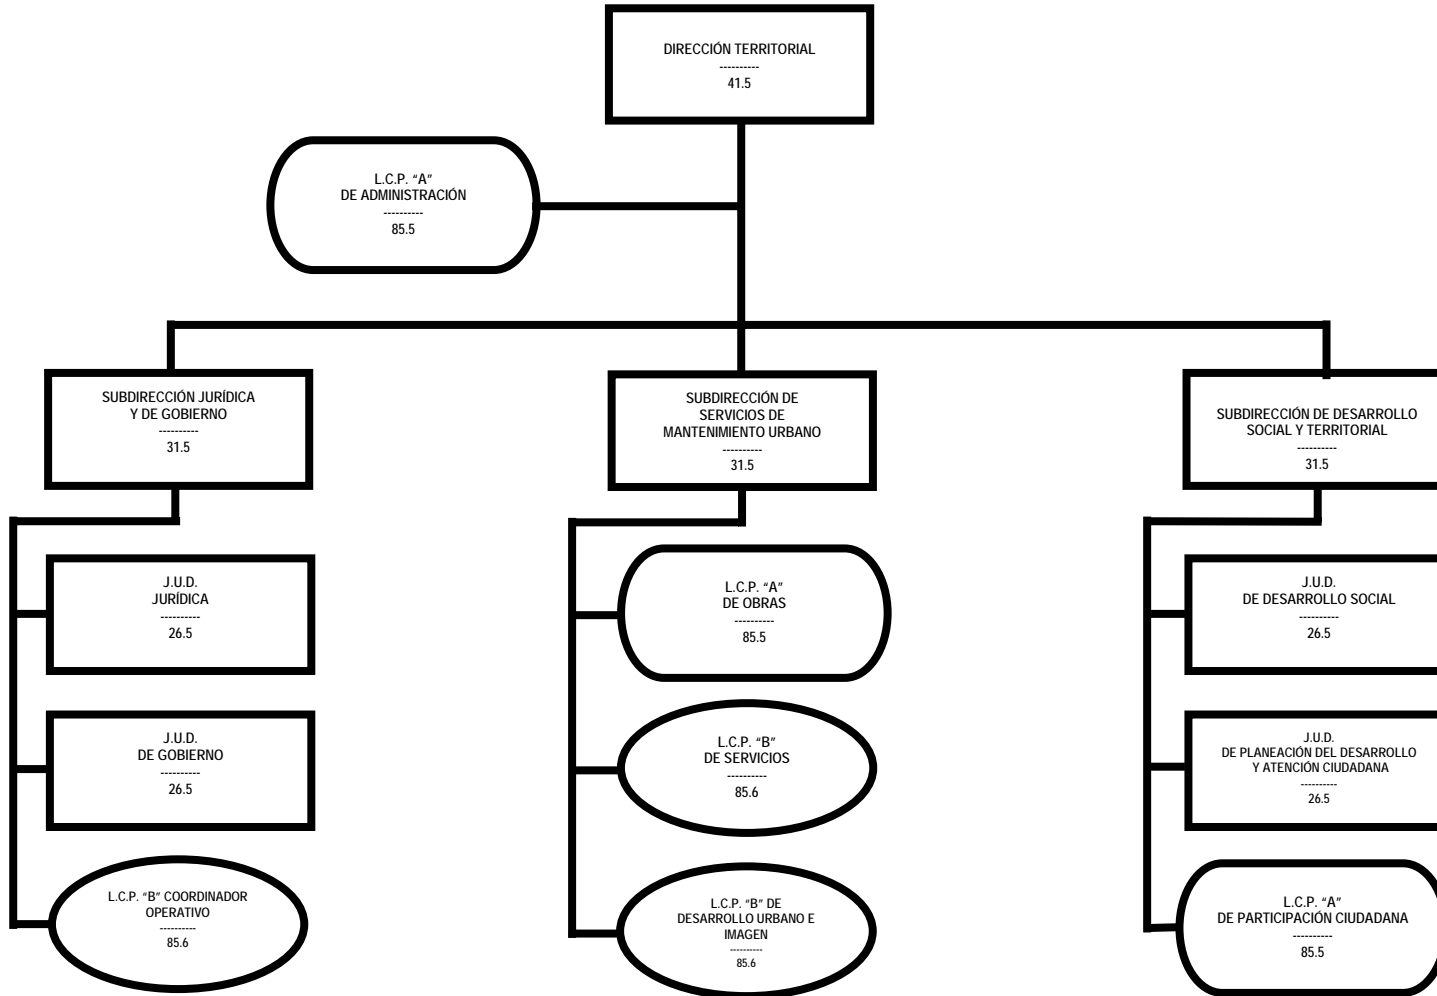 DIRECCIÓN TERRITORIAL
----------
41.5
L.C.P. "A"
DE ADMINISTRACIÓN
----------
85.5
SUBDIRECCIÓN JURÍDICA
Y DE GOBIERNO
----------
31.5
SUBDIRECCIÓN DE
SERVICIOS DE
MANTENIMIENTO URBANO
----------
31.5
SUBDIRECCIÓN DE DESARROLLO
SOCIAL Y TERRITORIAL
----------
31.5
J.U.D.
JURÍDICA
----------
26.5
L.C.P. "A"
DE OBRAS
----------
85.5
J.U.D.
DE DESARROLLO SOCIAL
----------
26.5
J.U.D.
DE GOBIERNO
----------
26.5
L.C.P. "B"
DE SERVICIOS
----------
85.6
J.U.D.
DE PLANEACIÓN DEL DESARROLLO
Y ATENCIÓN CIUDADANA
----------
26.5
L.C.P. "B" COORDINADOR
OPERATIVO
----------
85.6
L.C.P. "B" DE
DESARROLLO URBANO E
IMAGEN
----------
85.6
L.C.P. "A"
DE PARTICIPACIÓN CIUDADANA
----------
85.5